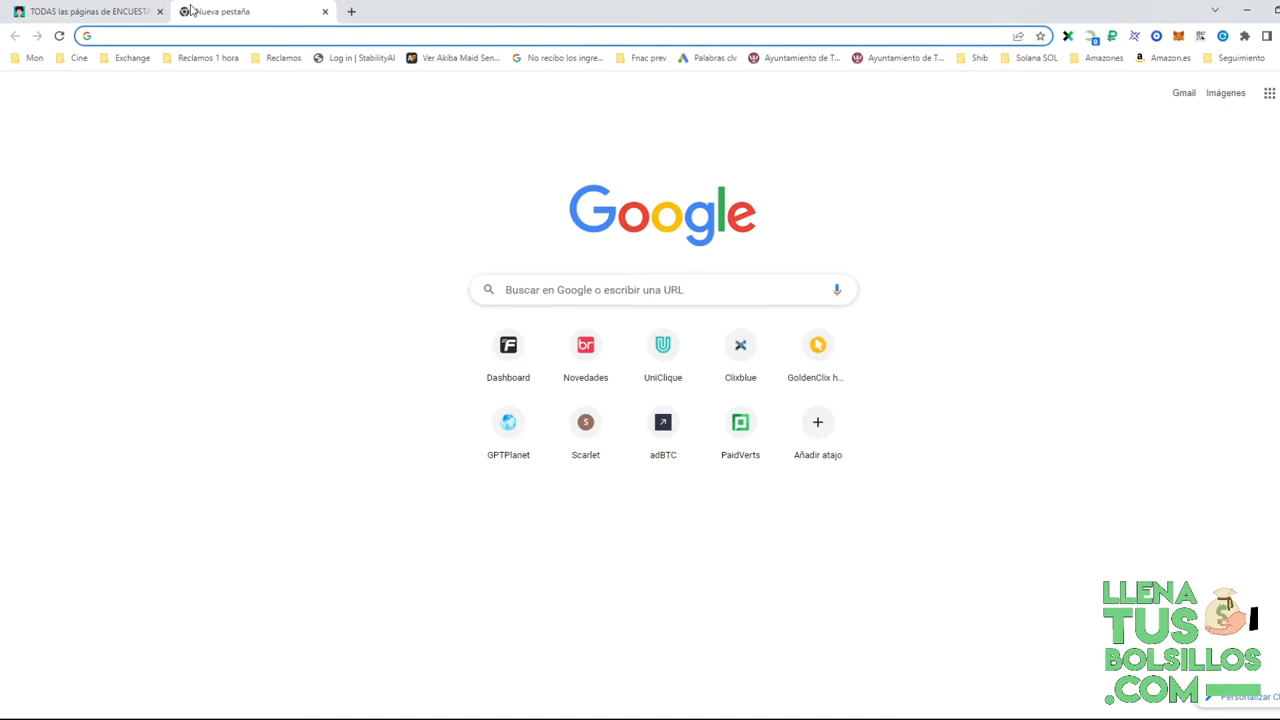 TODAS las páginas de ENCUESTA
Nueva pestaña
Mon
Cine
Exchange
Reclamos 1 hora
Reclamos
Log in | StabilityAI
Ver Akiba Maid Sen...
No recibo los ingre...
Fnac prev
Palabras clv
Ayuntamiento de T...
Ayuntamiento de T...
Shib
Solana SOL
Amazones
Amazon.es
Seguimiento
Gmail
Imágenes
Google
Buscar en Google o escribir una URL
Dashboard
Novedades
UniClique
Clixblue
GoldenClix h...
GPTPlanet
Scarlet
adBTC
PaidVerts
Añadir atajo
LLENA
TUS
BOLSILLOS
.COM
Personalizar C